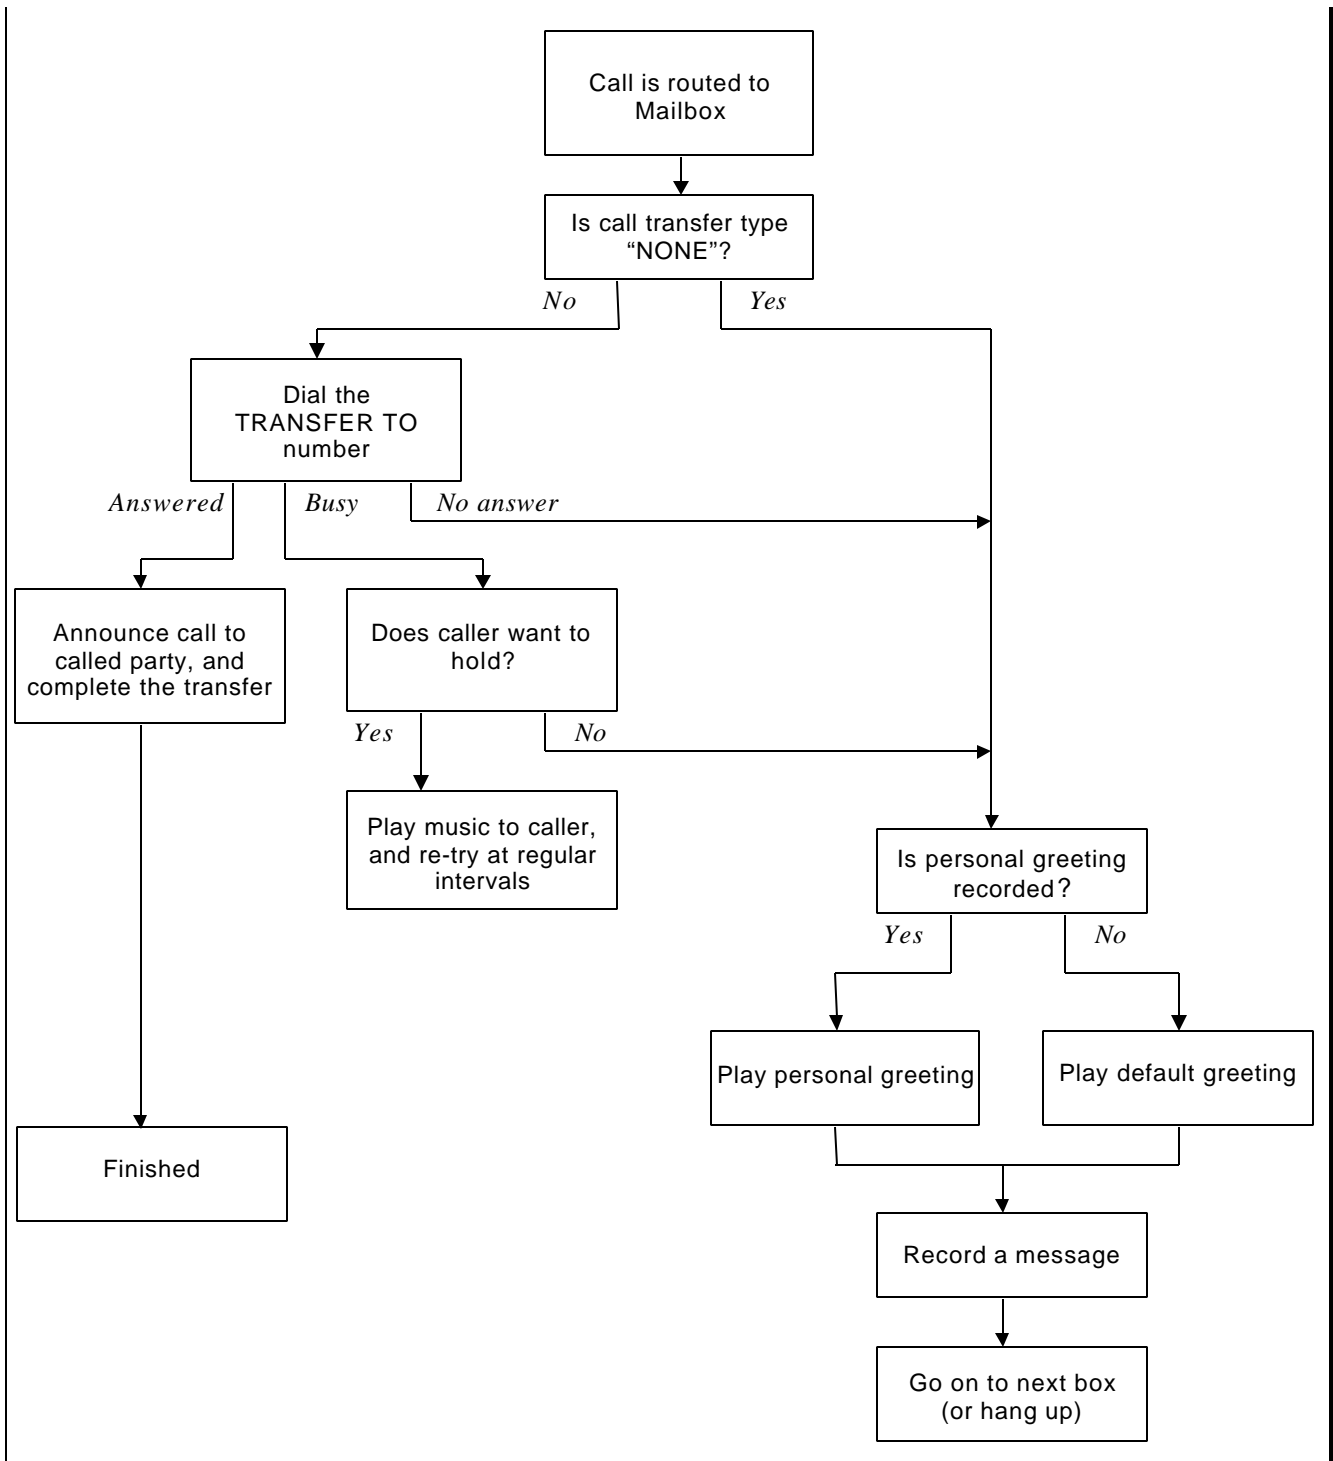 Call is routed to
Mailbox
Is call transfer type
“NONE”?
No
Yes
Dial the
TRANSFER TO
number
Answered
Busy
No answer
Announce call to
called party, and
complete the transfer
Does caller want to
hold?
Yes
No
Play music to caller,
and re-try at regular
intervals
Is personal greeting
recorded?
Yes
No
Play personal greeting
Play default greeting
Finished
Record a message
Go on to next box
(or hang up)